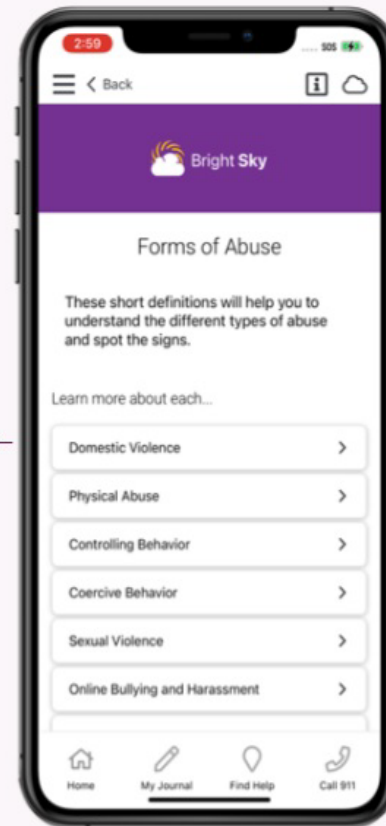 2:59
SOS
Back
Bright Sky
Forms of Abuse
These short definitions will help you to
understand the different types of abuse
and spot the signs.
Learn more about each...
Domestic Violence
Physical Abuse
Controlling Behavior
Coercive Behavior
Sexual Violence
Online Bullying and Harassment
Home My Journal Find Help Call 911